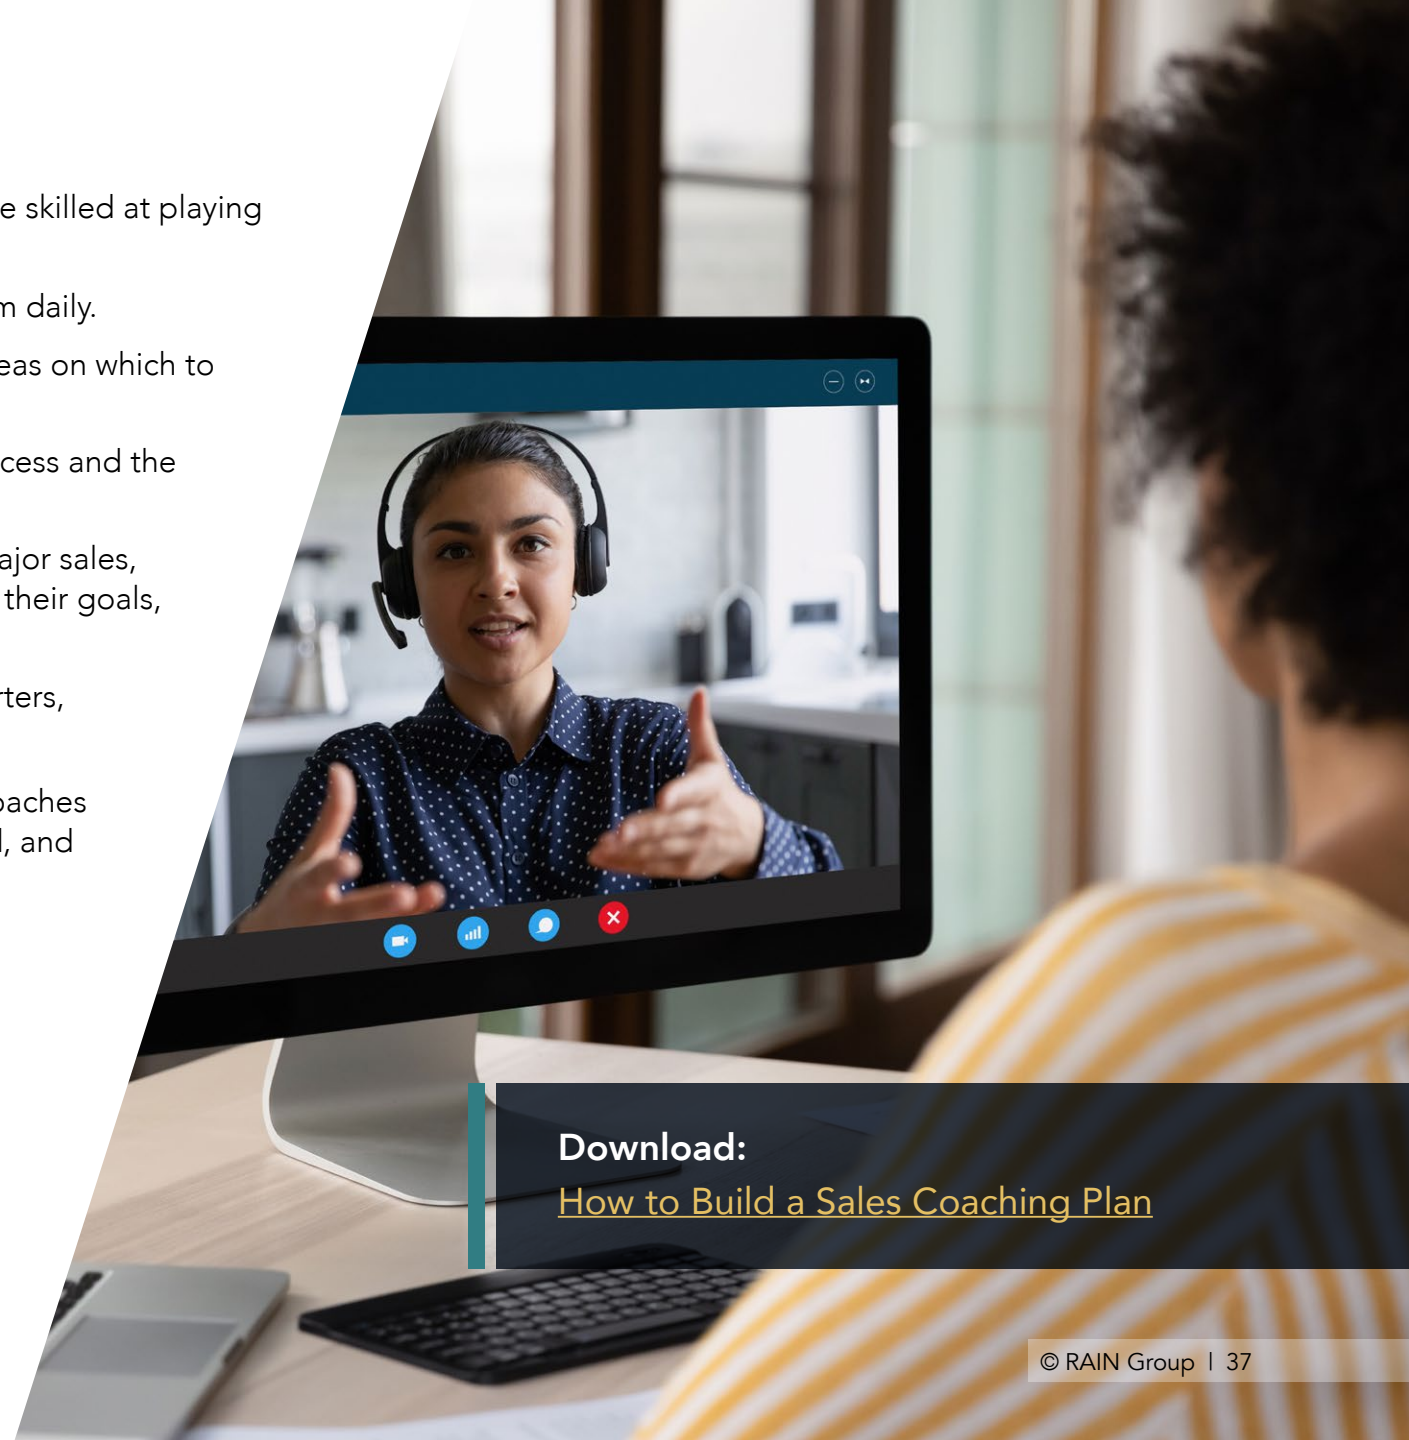 e skilled at playing
m daily.
eas on which to
cess and the
ajor sales,
their goals,
rters,
oaches
l, and
Download:
How to Build a Sales Coaching Plan
© RAIN Group | 37